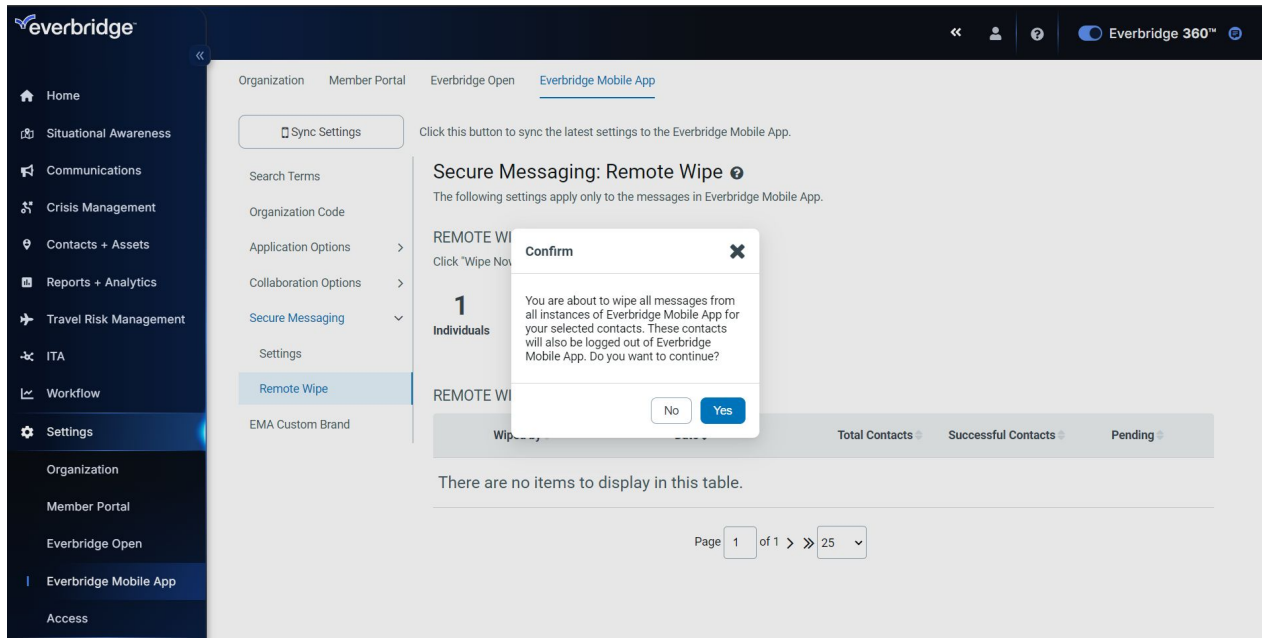 everbridge
Everbridge 360™
Home
Situational Awareness
Communications
Crisis Management
Contacts + Assets
Reports + Analytics
Travel Risk Management
ITA
Workflow
Settings
Organization
Member Portal
Everbridge Open
Everbridge Mobile App
Access
Organization Member Portal Everbridge Open Everbridge Mobile App
Sync Settings
Click this button to sync the latest settings to the Everbridge Mobile App.
Search Terms
Organization Code
Application Options
Collaboration Options
Secure Messaging
Settings
Remote Wipe
EMA Custom Brand
Secure Messaging: Remote Wipe
The following settings apply only to the messages in Everbridge Mobile App.
REMOTE WI
Click "Wipe Now
1
Individuals
Confirm
You are about to wipe all messages from
all instances of Everbridge Mobile App for
your selected contacts. These contacts
will also be logged out of Everbridge
Mobile App. Do you want to continue?
No Yes
REMOTE WI
Total Contacts Successful Contacts Pending
There are no items to display in this table.
Page 1 of 1 25